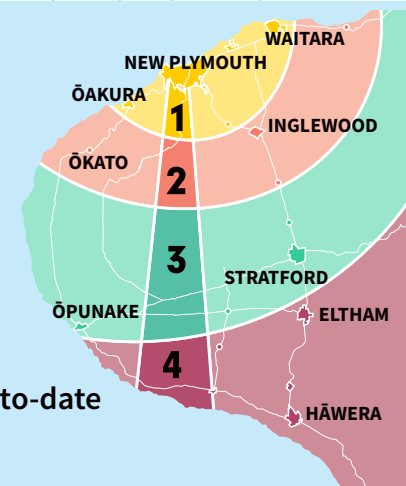 WAITARA
NEW PLYMOUTH
ŌAKURA
1
INGLEWOOD
ŌKATO
2
3
STRATFORD
ŌPUNAKE
ELTHAM
4
to-date
HĀWERA